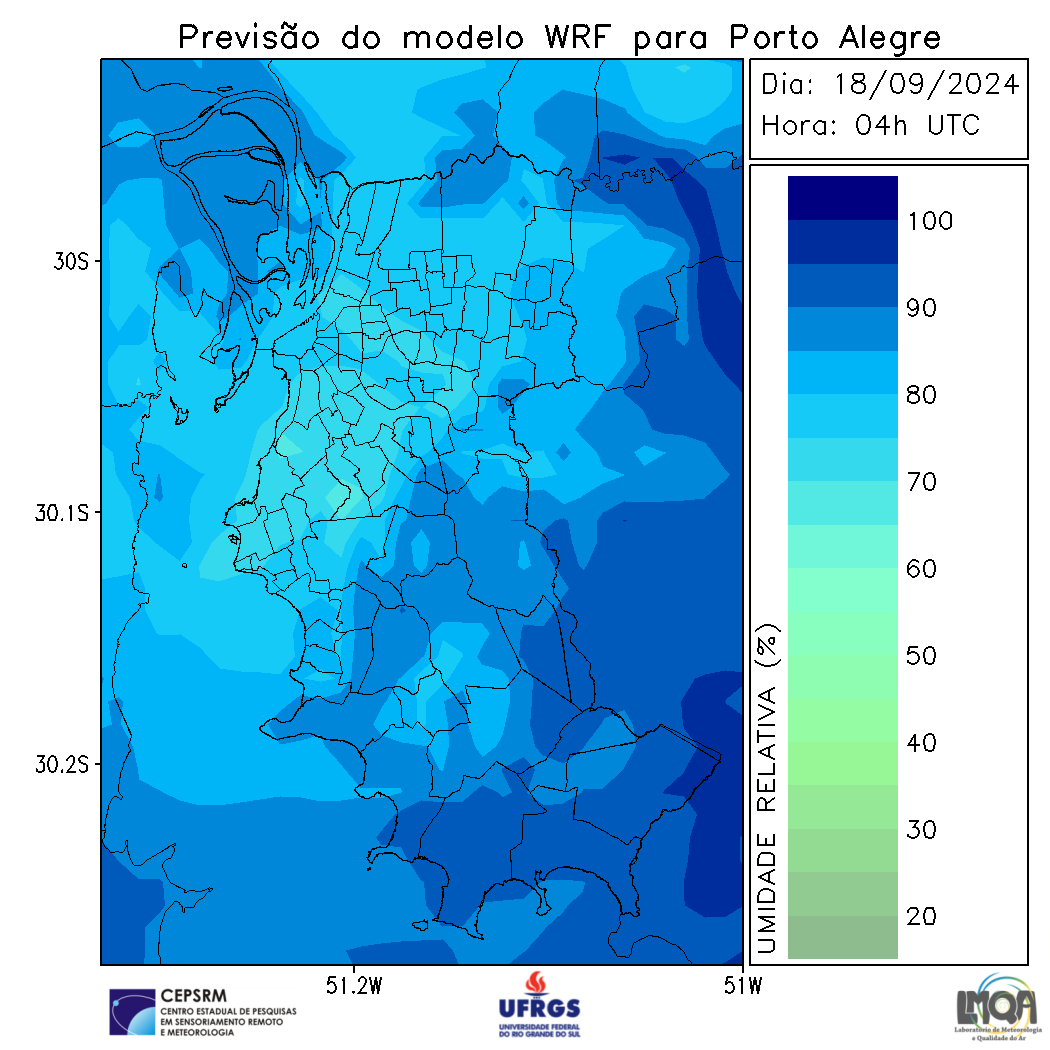 Previsão do modelo WRF para Porto Alegre
Dia: 18/09/2024
Hora: 04h UTC
100
90
80
70
60
50
40
30
20
UMIDADE RELATIVA (%)
30S
30.1S
30.2S
51.2W
51W
CEPSRM
CENTRO ESTADUAL DE PESQUISAS
EM SENSORIAMENTO REMOTO
E METEOROLOGIA
UFRGS
UNIVERSIDADE FEDERAL
DO RIO GRANDE DO SUL
LMQA
Laboratório de Meteorologia
e Qualidade do Ar